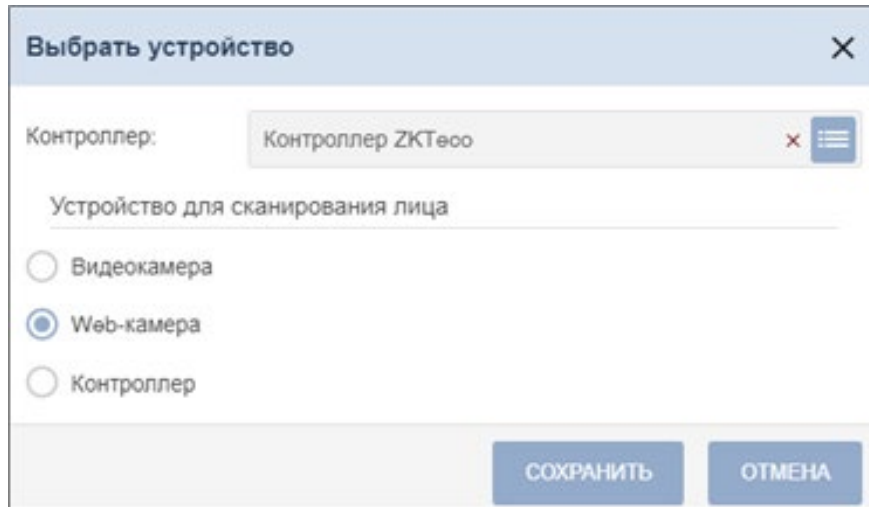 Выбрать устройство
Контроллер: Контроллер ZKTeco
Устройство для сканирования лица
Видеокамера
Web-камера
Контроллер
СОХРАНИТЬ ОТМЕНА